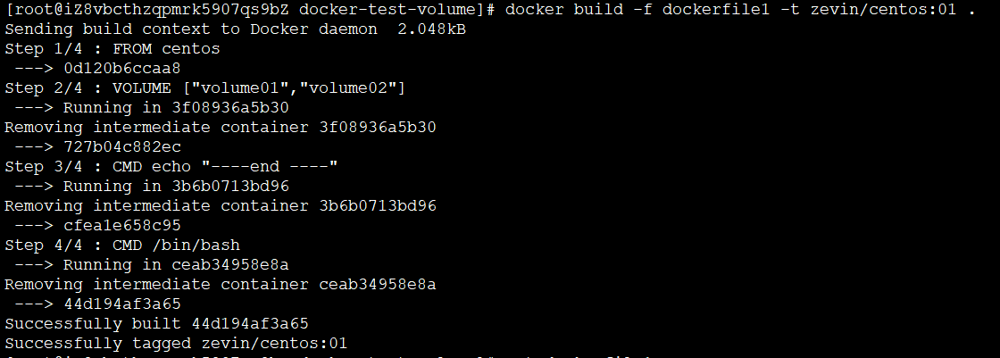 [root@iZ8vbcthzqpmrk5907qs9bZ docker-test-volume]# docker build -f dockerfile1 -t zevin/centos:01 .
Sending build context to Docker daemon  2.048kB
Step 1/4 : FROM centos
 ---> 0d120b6ccaa8
Step 2/4 : VOLUME ["volume01","volume02"]
 ---> Running in 3f08936a5b30
Removing intermediate container 3f08936a5b30
 ---> 727b04c882ec
Step 3/4 : CMD echo "----end ----"
 ---> Running in 3b6b0713bd96
Removing intermediate container 3b6b0713bd96
 ---> cfea1e658c95
Step 4/4 : CMD /bin/bash
 ---> Running in ceab34958e8a
Removing intermediate container ceab34958e8a
 ---> 44d194af3a65
Successfully built 44d194af3a65
Successfully tagged zevin/centos:01